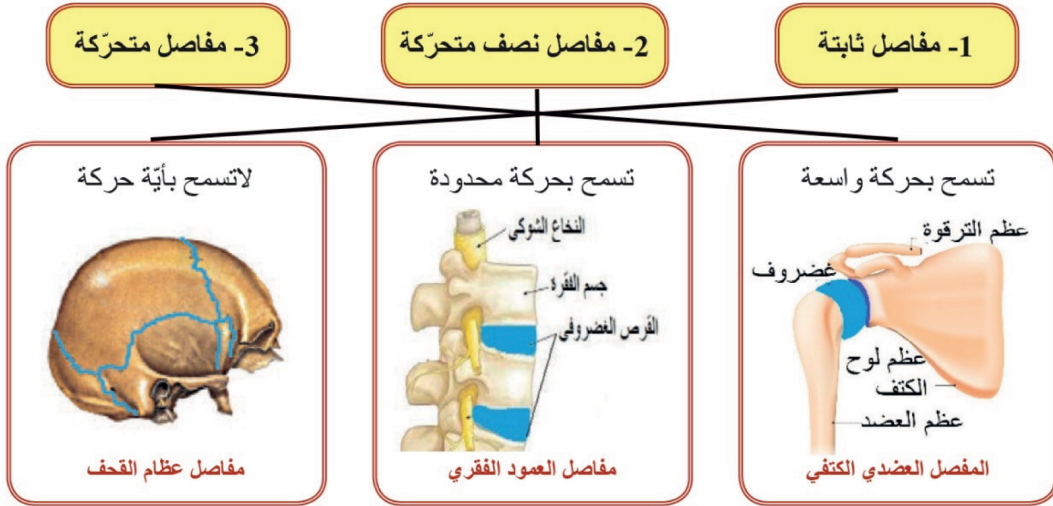 1- مفاصل ثابتة
2- مفاصل نصف متحرّكة
3- مفاصل متحرّكة
تسمح بحركة واسعة
عظم الترقوة
غضروف
عظم لوح
الكتف
عظم العضد
المفصل العضدي الكتفي
تسمح بحركة محدودة
النخاع الشوكي
جسم الفقرة
القرص الغضروفي
مفاصل العمود الفقري
لاتسمح بأيّة حركة
مفاصل عظام القحف